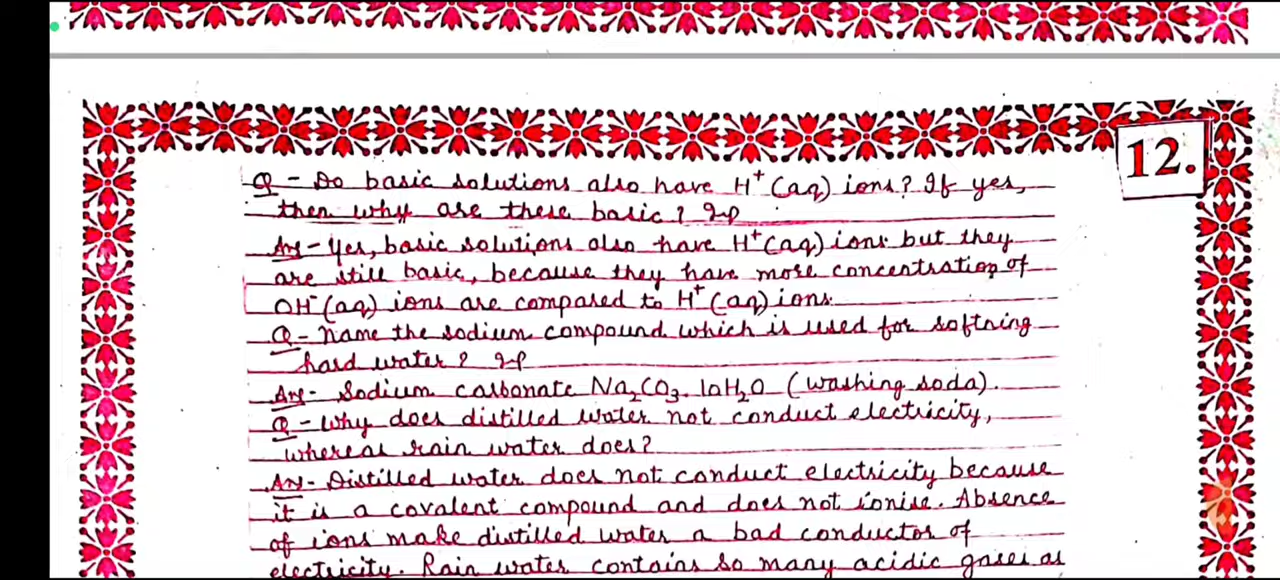 12.
Q - Do basic solutions also have H⁺(aq) ions? If yes,
then why are these basic? Imp
Ans - Yes, basic solutions also have H⁺(aq) ions but they
are still basic, because they have more concentration of
OH⁻(aq) ions are compared to H⁺(aq) ions.
Q - Name the sodium compound which is used for softning
hard water? Imp
Ans - Sodium carbonate Na₂CO₃.10H₂O (washing soda).
Q - Why does distilled water not conduct electricity,
whereas rain water does?
Ans - Distilled water does not conduct electricity because
it is a covalent compound and does not ionise. Absence
of ions make distilled water a bad conductor of
electricity. Rain water contains so many acidic gases as